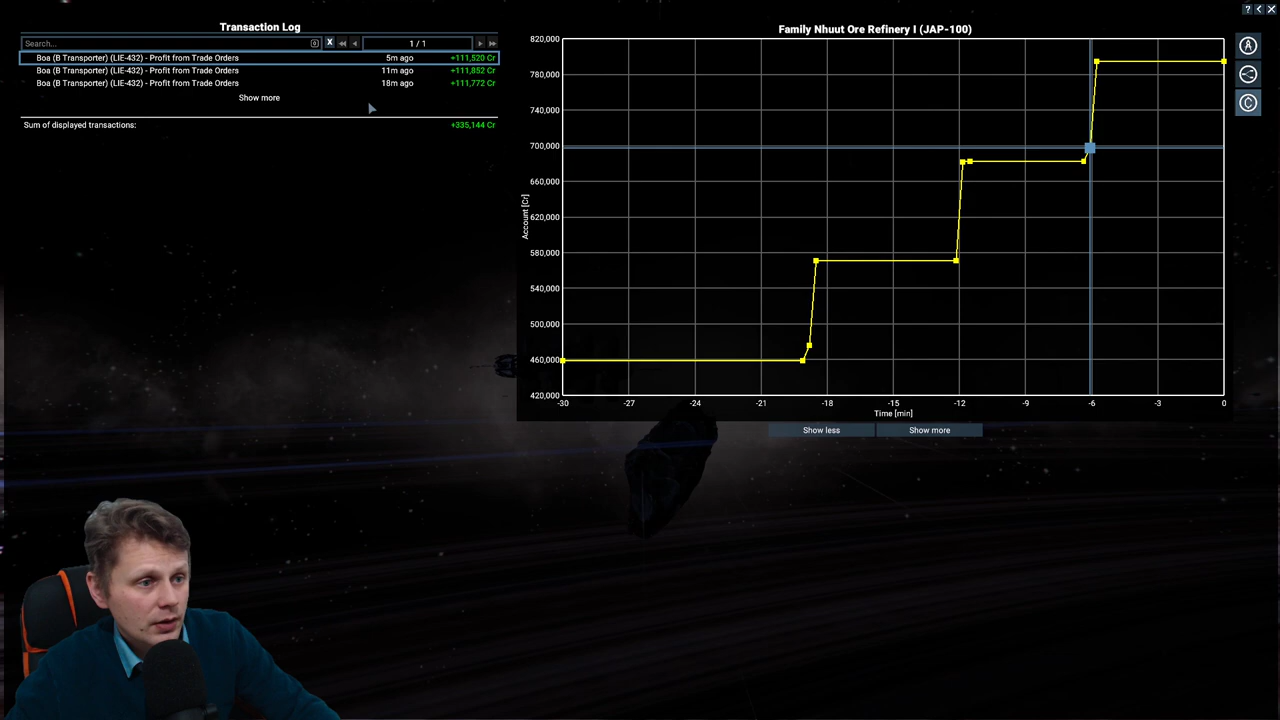 Transaction Log
Search...
X
1 / 1
Boa (B Transporter) (LIE-432) - Profit from Trade Orders 5m ago +111,520 Cr
Boa (B Transporter) (LIE-432) - Profit from Trade Orders 11m ago +111,852 Cr
Boa (B Transporter) (LIE-432) - Profit from Trade Orders 18m ago +111,772 Cr
Show more
Sum of displayed transactions: +335,144 Cr
Family Nhuut Ore Refinery I (JAP-100)
820,000
780,000
740,000
700,000
660,000
620,000
580,000
540,000
500,000
460,000
420,000
Account [Cr]
-30 -27 -24 -21 -18 -15 -12 -9 -6 -3 0
Time [min]
Show less Show more